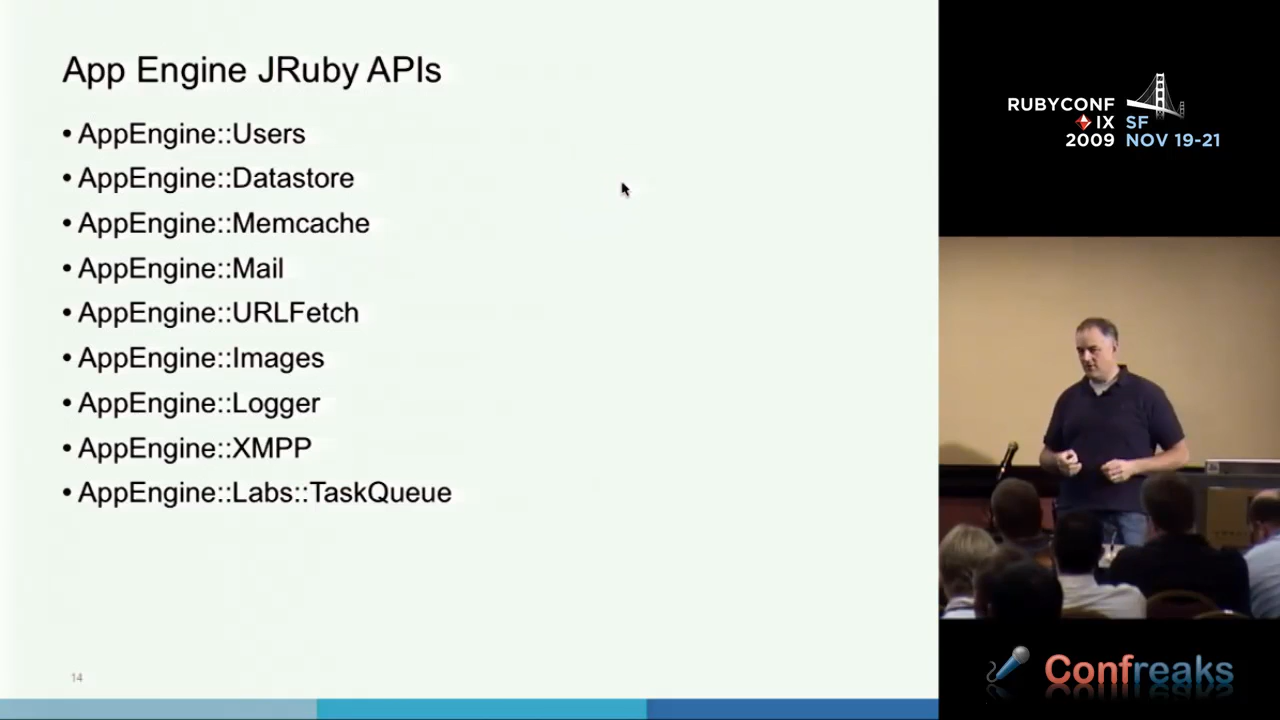 App Engine JRuby APIs
• AppEngine::Users
• AppEngine::Datastore
• AppEngine::Memcache
• AppEngine::Mail
• AppEngine::URLFetch
• AppEngine::Images
• AppEngine::Logger
• AppEngine::XMPP
• AppEngine::Labs::TaskQueue
14
RUBYCONF
IX SF
2009 NOV 19-21
Confreaks